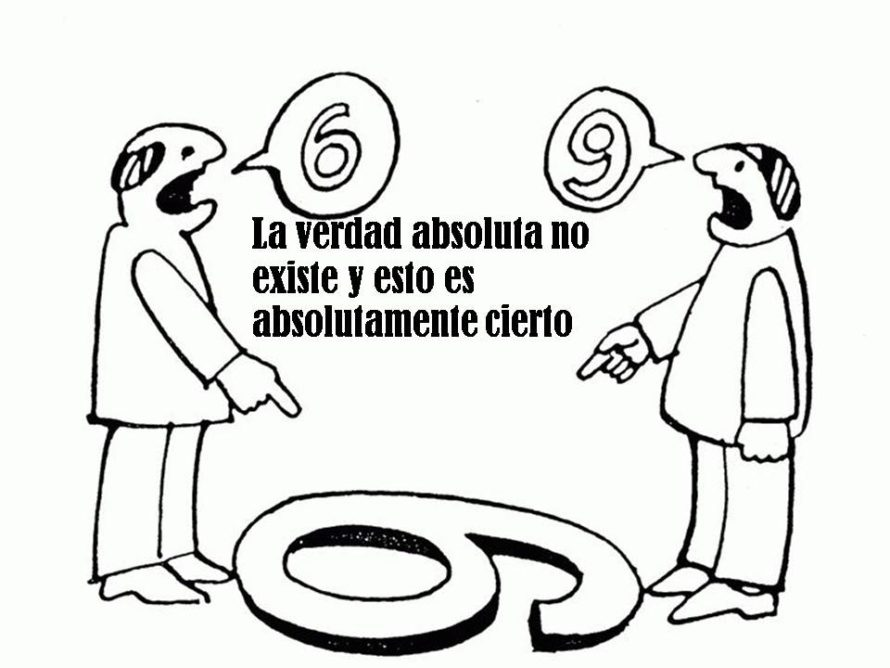 6
9
La verdad absoluta no
existe y esto es
absolutamente cierto